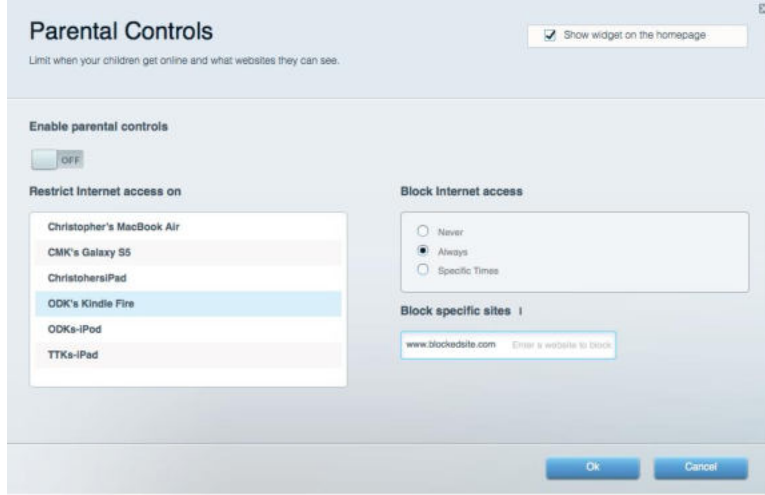 Parental Controls
Show widget on the homepage
Limit when your children get online and what websites they can see.
Enable parental controls
OFF
Restrict Internet access on
Christopher's MacBook Air
CMK's Galaxy S5
ChristohersiPad
ODK's Kindle Fire
ODKs-iPod
TTKs-iPad
Block Internet access
Never
Always
Specific Times
Block specific sites
www.blockedsite.com Enter a website to block
Ok Cancel